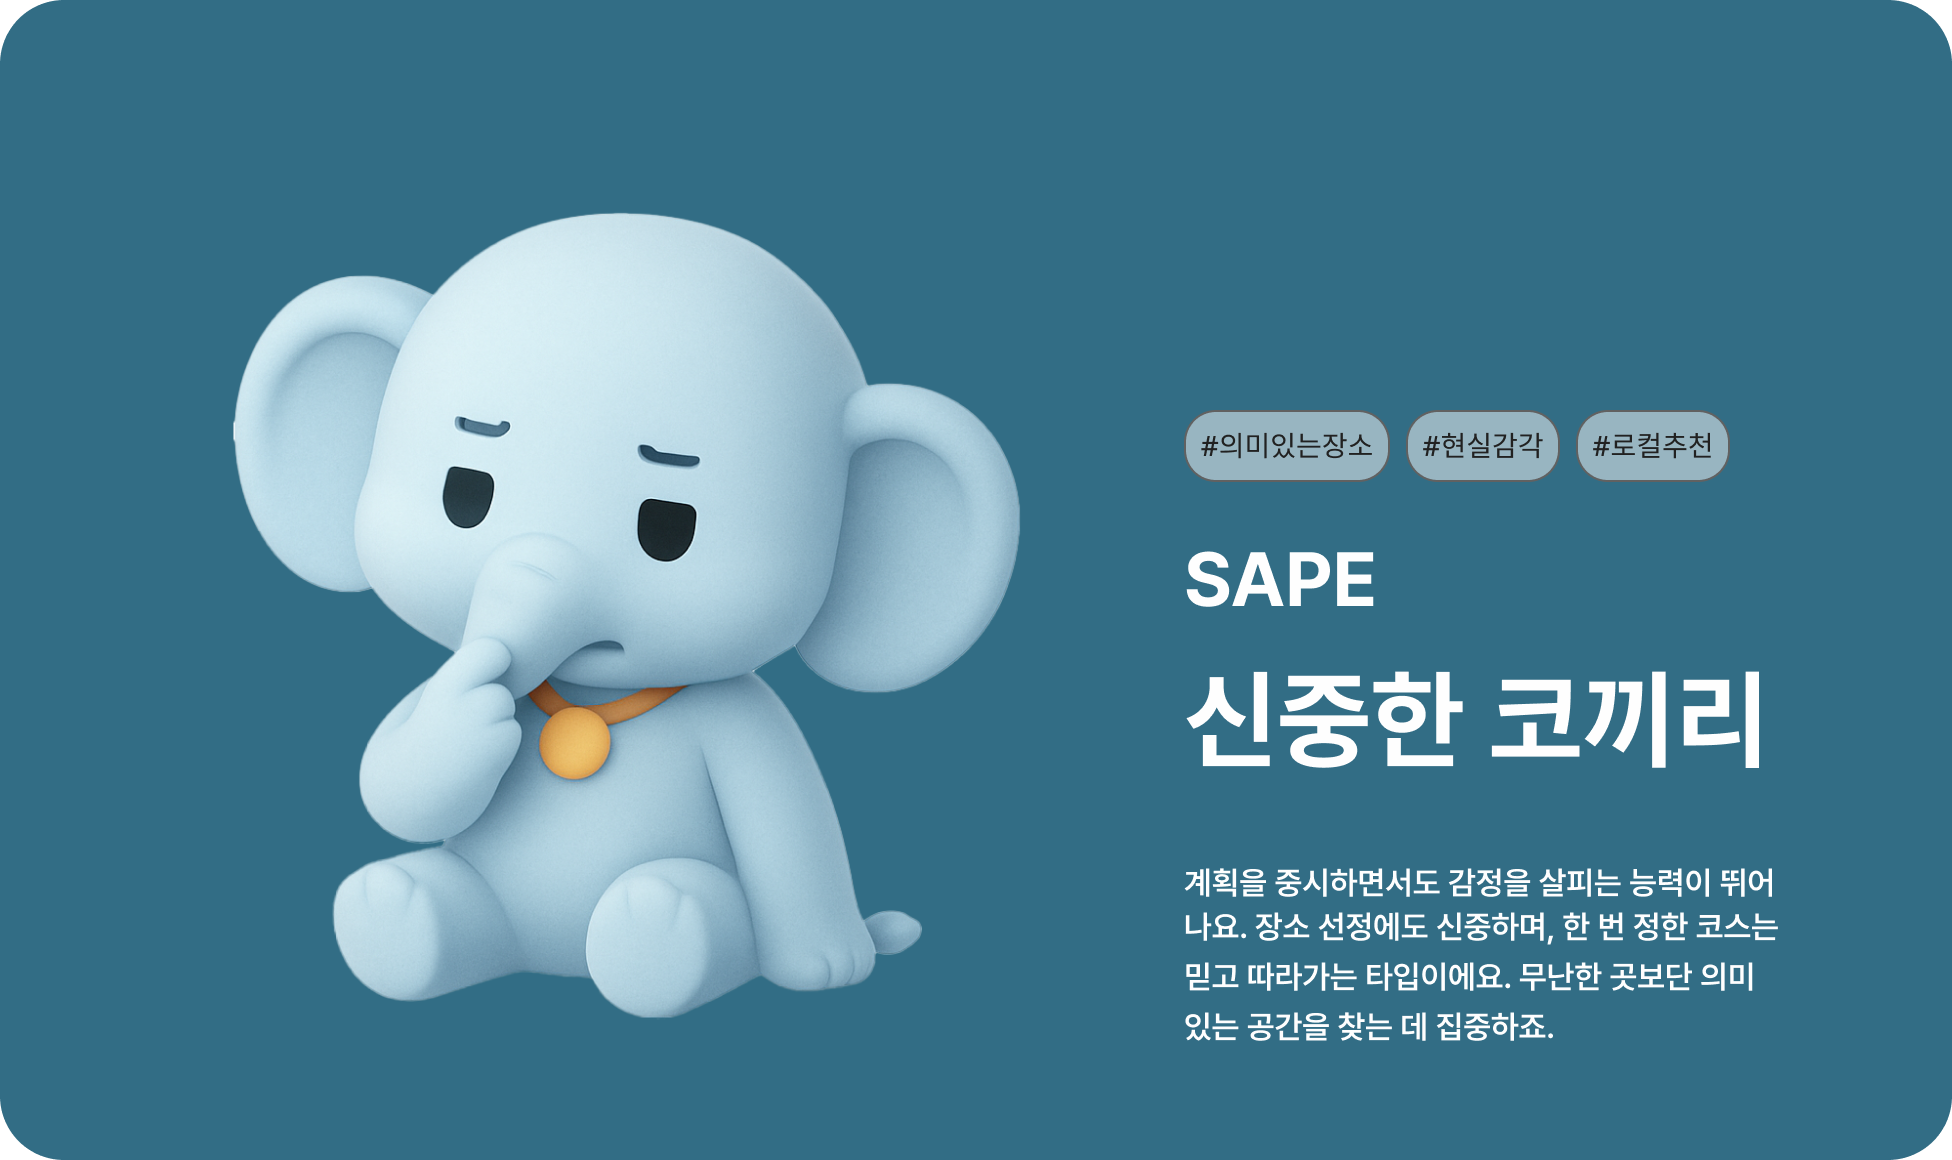 #의미있는장소 #현실감각 #로컬추천
SAPE
신중한 코끼리
계획을 중시하면서도 감정을 살피는 능력이 뛰어
나요. 장소 선정에도 신중하며, 한 번 정한 코스는
믿고 따라가는 타입이에요. 무난한 곳보단 의미
있는 공간을 찾는 데 집중하죠.